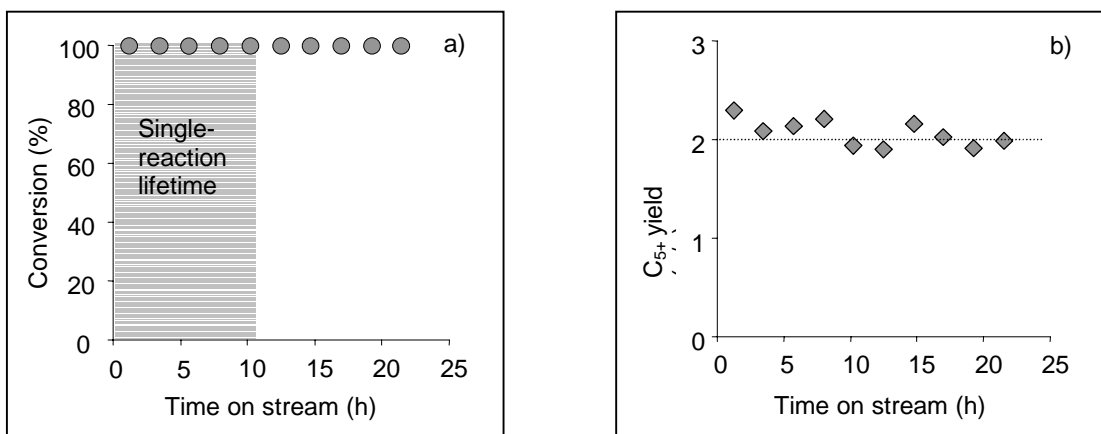 a)
100
80
60
40
20
0
Conversion (%)
Single-
reaction
lifetime
0 5 10 15 20 25
Time on stream (h)
b)
3
2
1
0
C5+ yield
0 5 10 15 20 25
Time on stream (h)